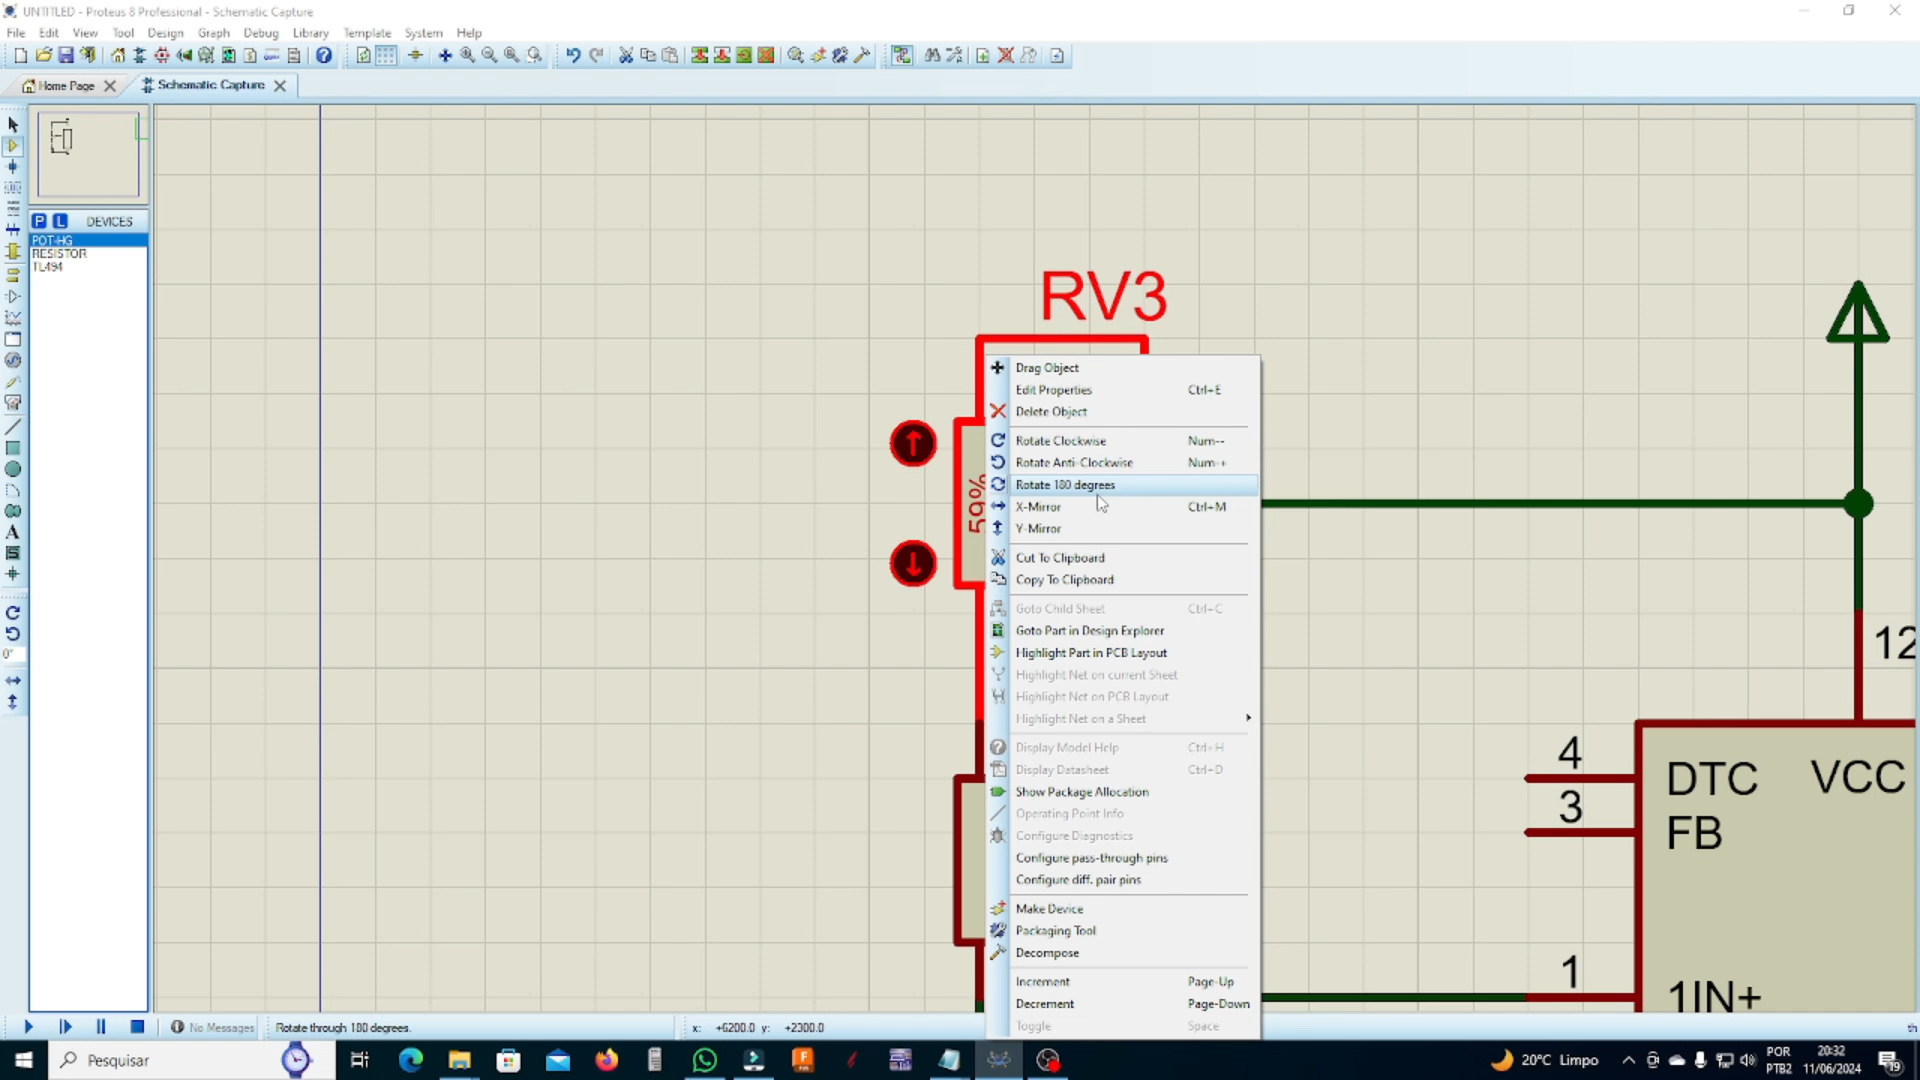 UNTITLED - Proteus 8 Professional - Schematic Capture
File Edit View Tool Design Graph Debug Library Template System Help
Home Page
Schematic Capture
P L DEVICES
POT-HG
RESISTOR
TL494
RV3
59%
Drag Object
Edit Properties Ctrl+E
Delete Object
Rotate Clockwise Num--
Rotate Anti-Clockwise Num-+
Rotate 180 degrees
X-Mirror Ctrl+M
Y-Mirror
Cut To Clipboard
Copy To Clipboard
Goto Child Sheet Ctrl+C
Goto Part in Design Explorer
Highlight Part in PCB Layout
Highlight Net on current Sheet
Highlight Net on PCB Layout
Highlight Net on a Sheet
Display Model Help Ctrl+H
Display Datasheet Ctrl+D
Show Package Allocation
Operating Point Info
Configure Diagnostics
Configure pass-through pins
Configure diff. pair pins
Make Device
Packaging Tool
Decompose
Increment Page-Up
Decrement Page-Down
Toggle Space
12
4 DTC VCC
3 FB
1 1IN+
0°
No Messages
Rotate through 180 degrees.
x: +6200.0 y: +2300.0
th
Pesquisar
20°C Limpo
POR
PTB2
20:32
11/06/2024
19